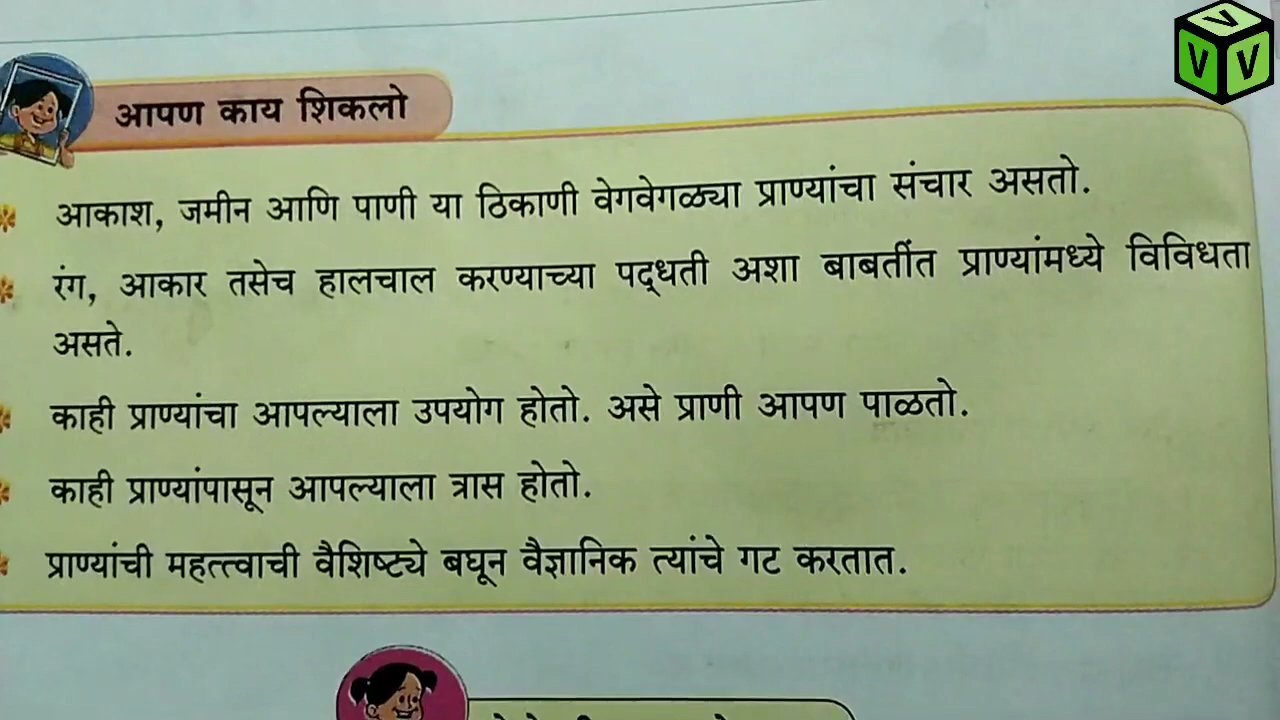 आपण काय शिकलो
आकाश, जमीन आणि पाणी या ठिकाणी वेगवेगळ्या प्राण्यांचा संचार असतो.
रंग, आकार तसेच हालचाल करण्याच्या पद्धती अशा बाबतींत प्राण्यांमध्ये विविधता
असते.
काही प्राण्यांचा आपल्याला उपयोग होतो. असे प्राणी आपण पाळतो.
काही प्राण्यांपासून आपल्याला त्रास होतो.
प्राण्यांची महत्त्वाची वैशिष्ट्ये बघून वैज्ञानिक त्यांचे गट करतात.
V
V V